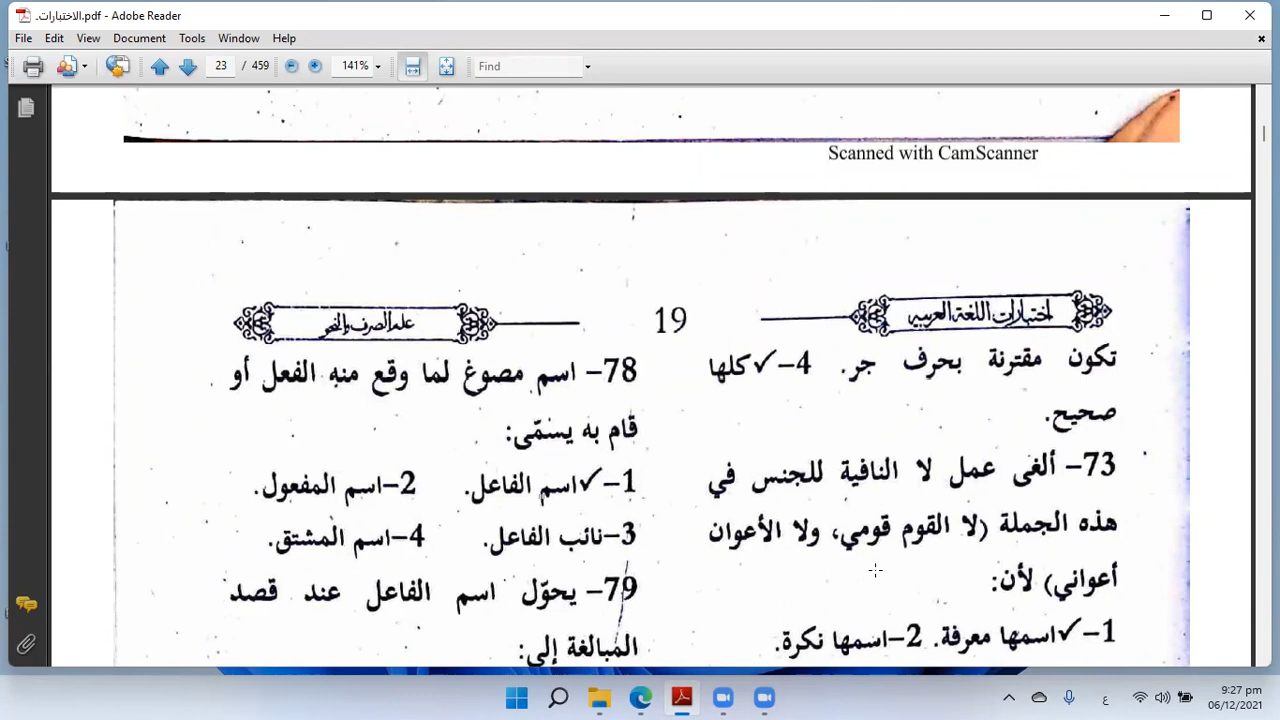 الاختبارات.pdf - Adobe Reader
File Edit View Document Tools Window Help
23 / 459 141% Find
Scanned with CamScanner
اختبارات اللغة العربية
19
علم الصرف والنحو
تكون مقترنة بحرف جر. 4-✓كلها
صحيح.
73- ألغى عمل لا النافية للجنس في
هذه الجملة (لا القوم قومي، ولا الأعوان
أعواني) لأن:
1-✓اسمها معرفة. 2-اسمها نكرة.
78- اسم مصوغ لما وقع منه الفعل أو
قام به يسمّى:
1-✓اسم الفاعل. 2-اسم المفعول.
3-نائب الفاعل. 4-اسم المشتق.
79- يحوّل اسم الفاعل عند قصد
المبالغة إلى:
ع
9:27 pm
06/12/2021